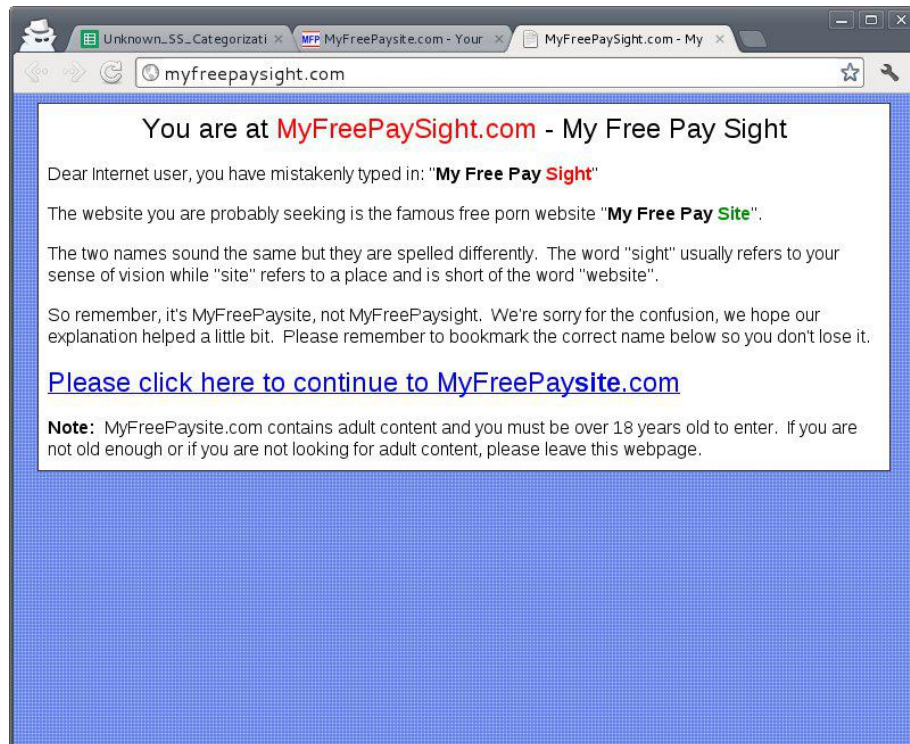 Unknown_SS_Categorizati
MFP MyFreePaysite.com - Your
MyFreePaySight.com - My
myfreepaysight.com
You are at MyFreePaySight.com - My Free Pay Sight
Dear Internet user, you have mistakenly typed in: "My Free Pay Sight"
The website you are probably seeking is the famous free porn website "My Free Pay Site".
The two names sound the same but they are spelled differently. The word "sight" usually refers to your
sense of vision while "site" refers to a place and is short of the word "website".
So remember, it's MyFreePaysite, not MyFreePaysight. We're sorry for the confusion, we hope our
explanation helped a little bit. Please remember to bookmark the correct name below so you don't lose it.
Please click here to continue to MyFreePaysite.com
Note: MyFreePaysite.com contains adult content and you must be over 18 years old to enter. If you are
not old enough or if you are not looking for adult content, please leave this webpage.